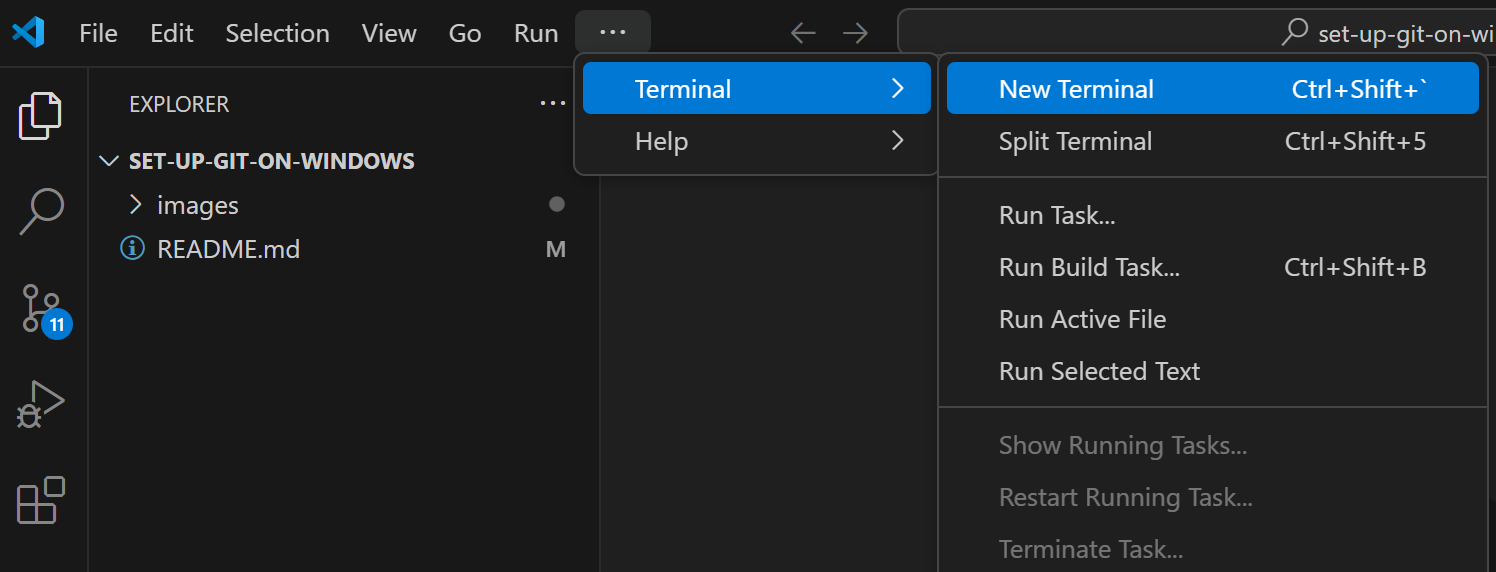 File Edit Selection View Go Run ... set-up-git-on-wi
EXPLORER ...
SET-UP-GIT-ON-WINDOWS
images
README.md M
11
Terminal
Help
New Terminal Ctrl+Shift+`
Split Terminal Ctrl+Shift+5
Run Task...
Run Build Task... Ctrl+Shift+B
Run Active File
Run Selected Text
Show Running Tasks...
Restart Running Task...
Terminate Task...